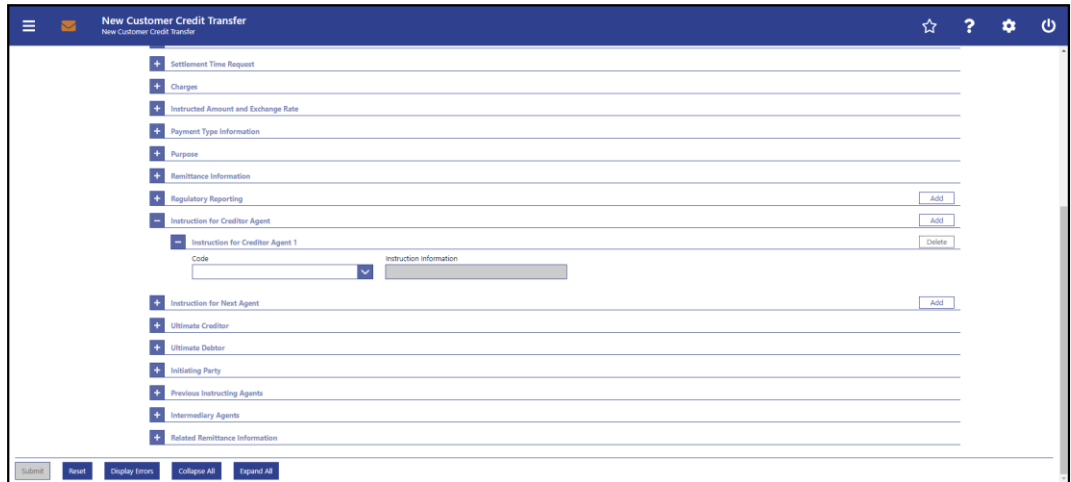 New Customer Credit Transfer
New Customer Credit Transfer
Settlement Time Request
Charges
Instructed Amount and Exchange Rate
Payment Type Information
Purpose
Remittance Information
Regulatory Reporting Add
Instruction for Creditor Agent Add
Instruction for Creditor Agent 1 Delete
Code Instruction Information
Instruction for Next Agent Add
Ultimate Creditor
Ultimate Debtor
Initiating Party
Previous Instructing Agents
Intermediary Agents
Related Remittance Information
Submit Reset Display Errors Collapse All Expand All